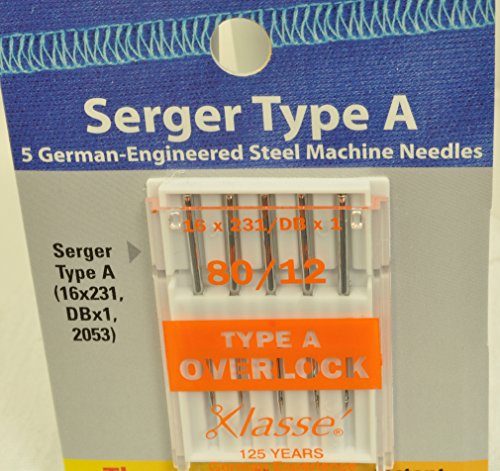 Serger Type A
5 German-Engineered Steel Machine Needles
Serger
Type A
(16x231,
DBx1,
2053)
16 x 231/DB x 1
80/12
TYPE A
OVERLOCK
Klassé®
125 YEARS